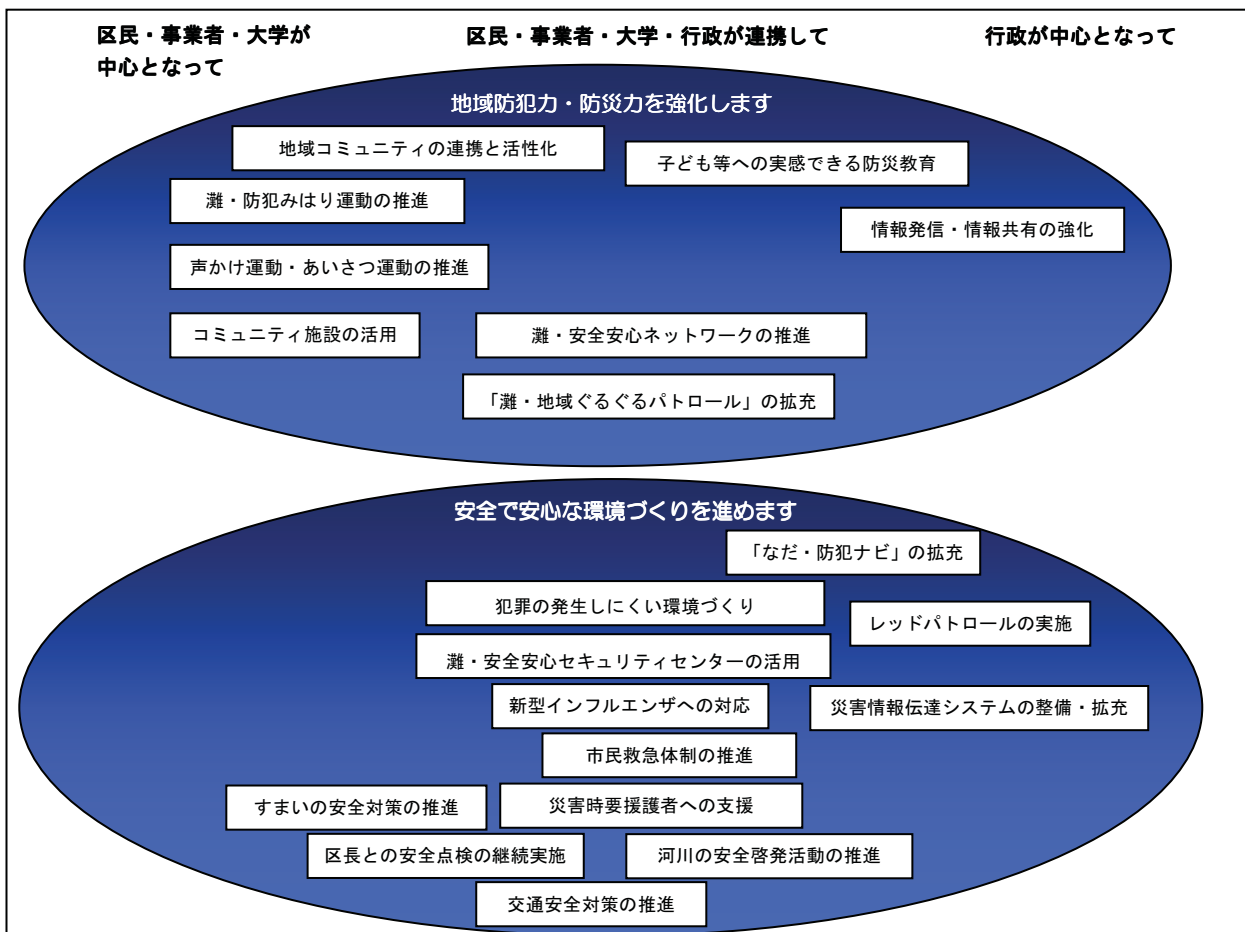 区民・事業者・大学が
中心となって
区民・事業者・大学・行政が連携して
行政が中心となって
地域防犯力・防災力を強化します
地域コミュニティの連携と活性化
子ども等への実感できる防災教育
灘・防犯みはり運動の推進
情報発信・情報共有の強化
声かけ運動・あいさつ運動の推進
コミュニティ施設の活用
灘・安全安心ネットワークの推進
「灘・地域ぐるぐるパトロール」の拡充
安全で安心な環境づくりを進めます
「なだ・防犯ナビ」の拡充
犯罪の発生しにくい環境づくり
レッドパトロールの実施
灘・安全安心セキュリティセンターの活用
新型インフルエンザへの対応
災害情報伝達システムの整備・拡充
市民救急体制の推進
すまいの安全対策の推進
災害時要援護者への支援
区長との安全点検の継続実施
河川の安全啓発活動の推進
交通安全対策の推進